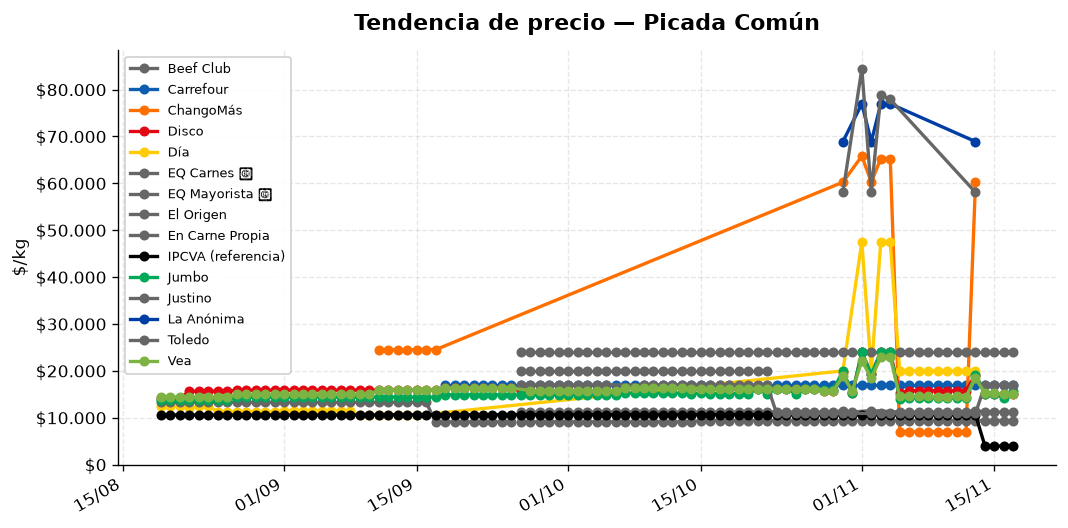 Tendencia de precio — Picada Común
$/kg
$80.000
$70.000
$60.000
$50.000
$40.000
$30.000
$20.000
$10.000
$0
Beef Club
Carrefour
ChangoMás
Disco
Día
EQ Carnes
EQ Mayorista
El Origen
En Carne Propia
IPCVA (referencia)
Jumbo
Justino
La Anónima
Toledo
Vea
15/08
01/09
15/09
01/10
15/10
01/11
15/11